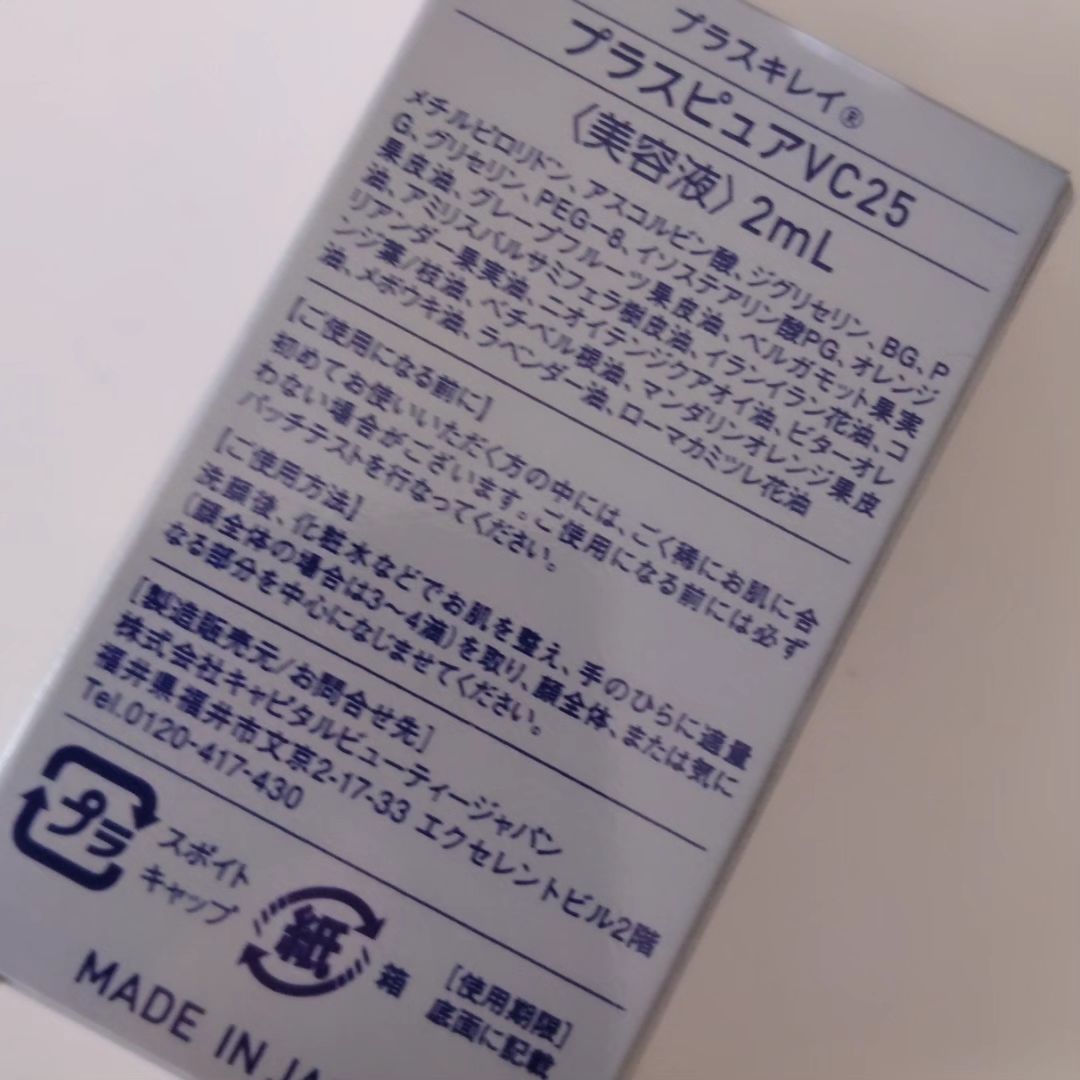 プラスキレイ®
プラスピュアVC25
〈美容液〉2mL
メチルピロリドン、アスコルビン酸、ジグリセリン、BG、P
G、グリセリン、PEG-8、イソステアリン酸PG、オレンジ
果皮油、グレープフルーツ果皮油、ベルガモット果実
油、アミリスバルサミフェラ樹皮油、イランイラン花油、コ
リアンダー果実油、ニオイテンジクアオイ油、ビターオレ
ンジ葉/枝油、ベチベル根油、マンダリンオレンジ果皮
油、メボウキ油、ラベンダー油、ローマカミツレ花油
[ご使用になる前に]
初めてお使いいただく方の中には、ごく稀にお肌に合
わない場合がございます。ご使用になる前には必ず
パッチテストを行なってください。
[ご使用方法]
洗顔後、化粧水などでお肌を整え、手のひらに適量
(顔全体の場合は3~4滴)を取り、顔全体、または気に
なる部分を中心になじませてください。
[製造販売元/お問合せ先]
株式会社キャピタルビューティージャパン
福井県福井市文京2-17-33 エクセレントビル2階
Tel.0120-417-430
プラ
スポイト
キャップ
紙
箱
[使用期限]
底面に記載
MADE IN JA